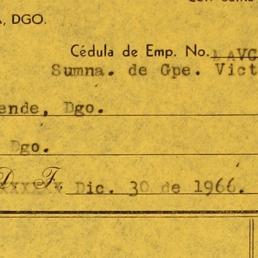 , DGO.
Cédula de Emp. No.
Sumna. de Gpe. Vict
ende, Dgo.
Dgo.
D. F.
Dic. 30 de 1966.